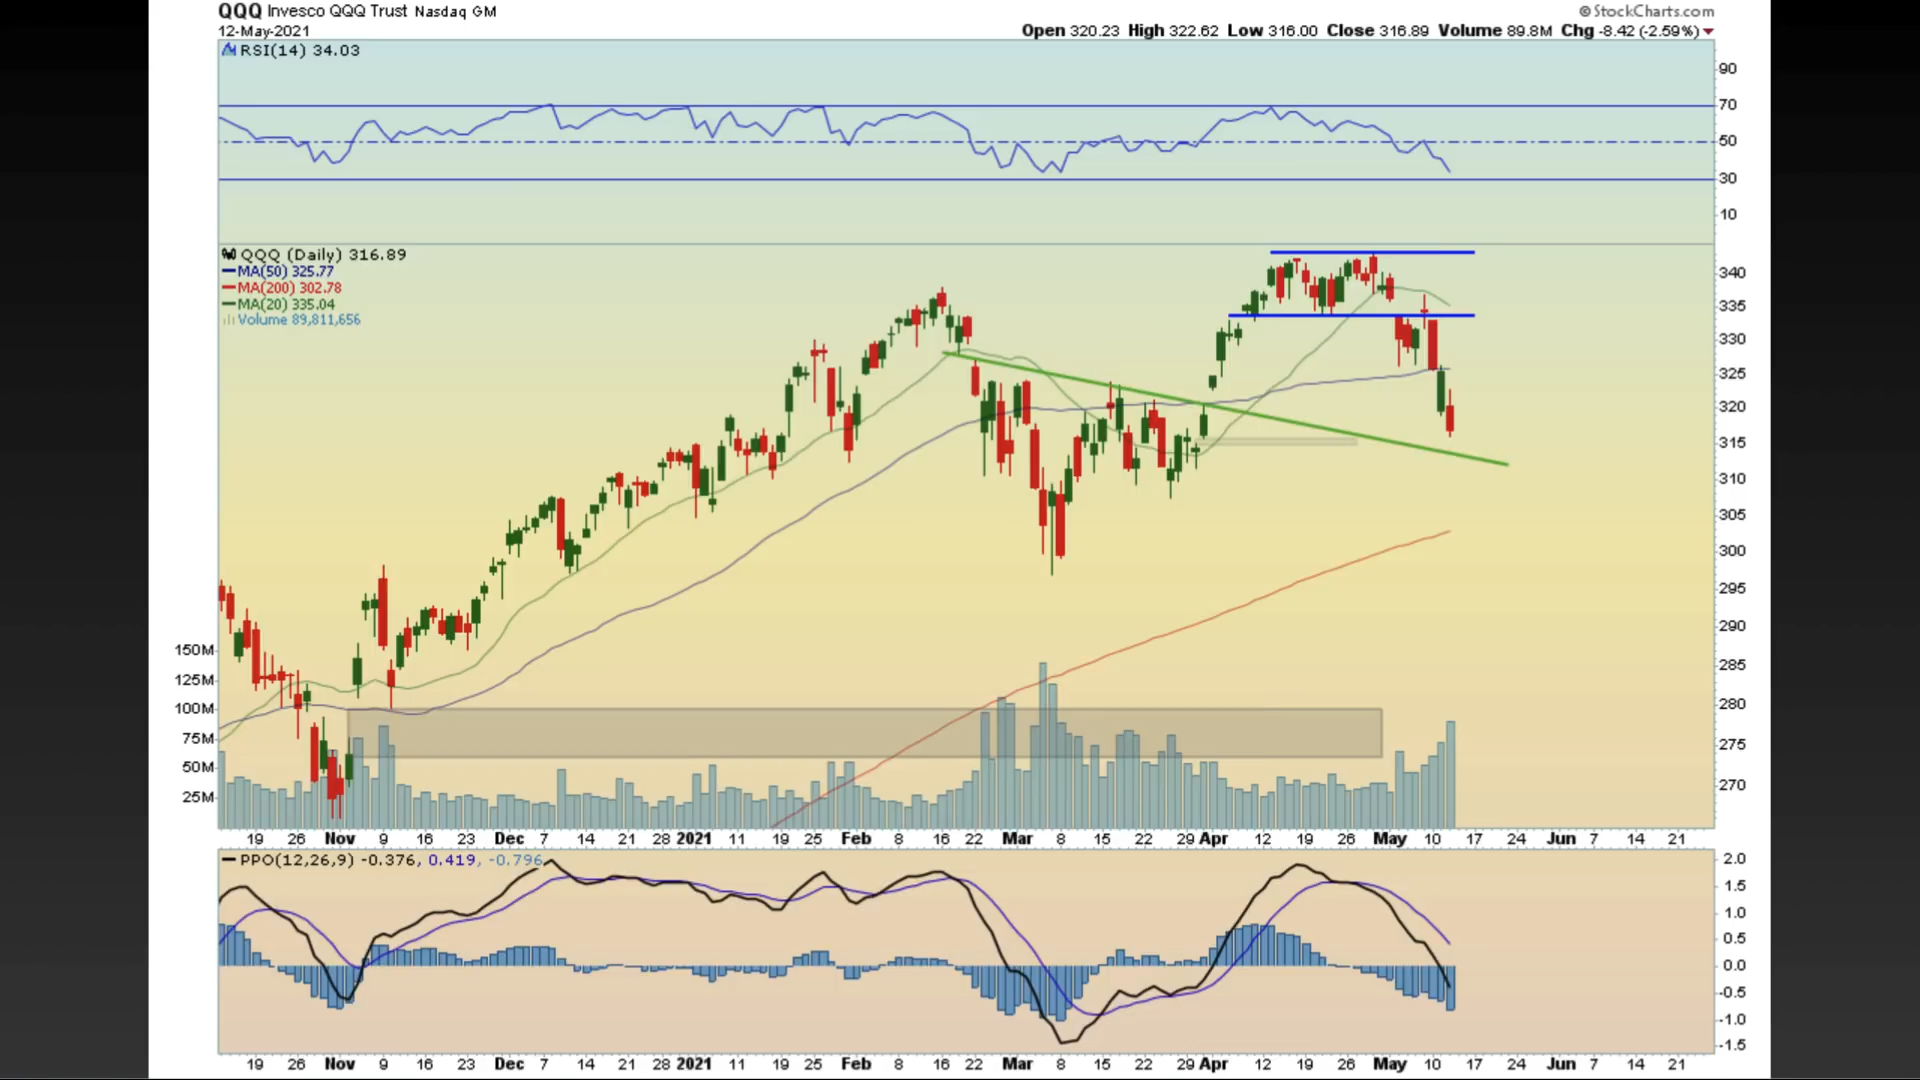 QQQ Invesco QQQ Trust Nasdaq GM
© StockCharts.com
12-May-2021
Open 320.23 High 322.62 Low 316.00 Close 316.89 Volume 89.8M Chg -8.42 (-2.59%)
RSI(14) 34.03
90
70
50
30
10
QQQ (Daily) 316.89
MA(50) 325.77
MA(200) 302.78
MA(20) 335.04
Volume 89,811,656
340
335
330
325
320
315
310
305
300
295
290
285
280
275
270
150M
125M
100M
75M
50M
25M
19 26 Nov 9 16 23 Dec 7 14 21 28 2021 11 19 25 Feb 8 16 22 Mar 8 15 22 29 Apr 12 19 26 May 10 17 24 Jun 7 14 21
PPO(12,26,9) -0.376, 0.419, -0.796
2.0
1.5
1.0
0.5
0.0
-0.5
-1.0
-1.5
19 26 Nov 9 16 23 Dec 7 14 21 28 2021 11 19 25 Feb 8 16 22 Mar 8 15 22 29 Apr 12 19 26 May 10 17 24 Jun 7 14 21